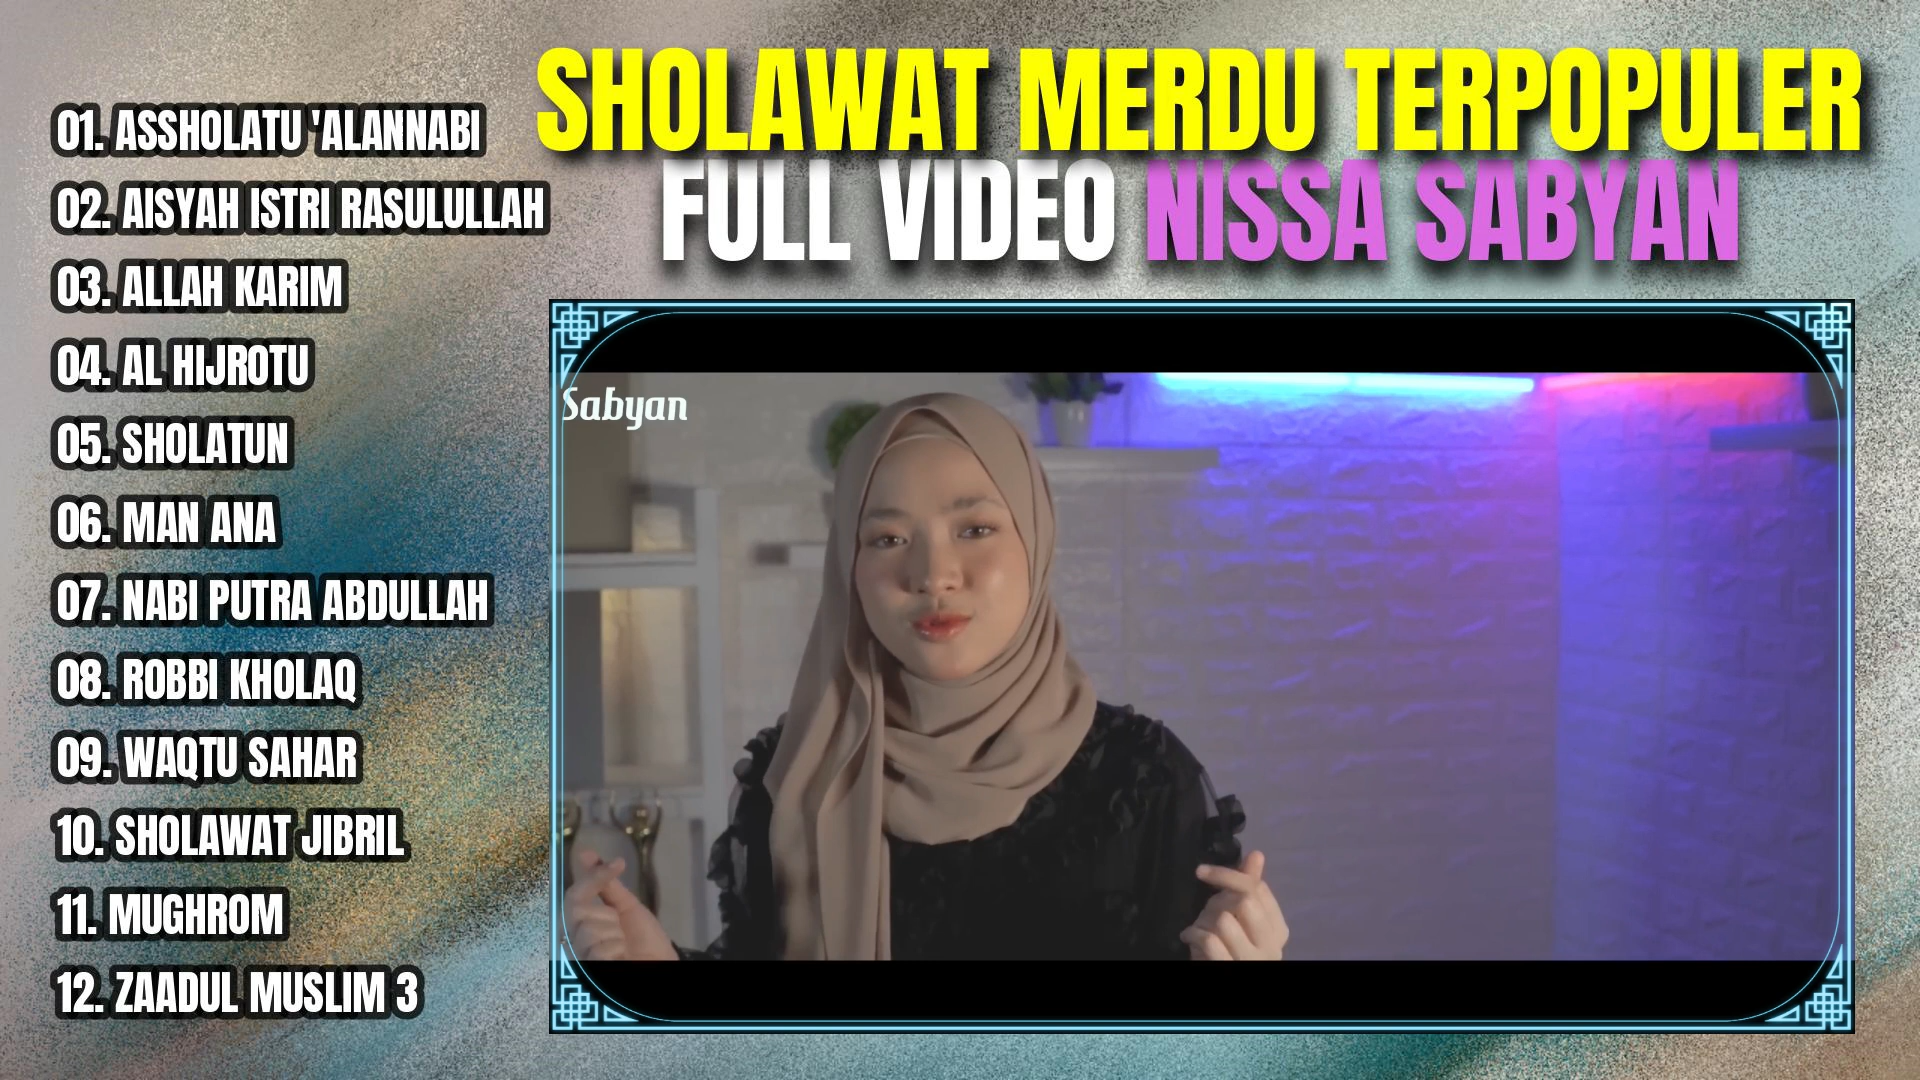 SHOLAWAT MERDU TERPOPULER
FULL VIDEO NISSA SABYAN
01. ASSHOLATU 'ALANNABI
02. AISYAH ISTRI RASULULLAH
03. ALLAH KARIM
04. AL HIJROTU
05. SHOLATUN
06. MAN ANA
07. NABI PUTRA ABDULLAH
08. ROBBI KHOLAQ
09. WAQTU SAHAR
10. SHOLAWAT JIBRIL
11. MUGHROM
12. ZAADUL MUSLIM 3
Sabyan